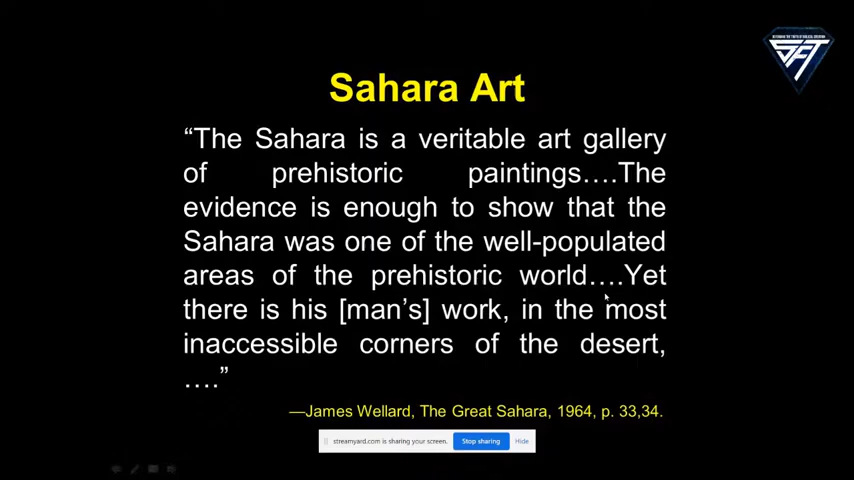 Sahara Art
“The Sahara is a veritable art gallery
of prehistoric paintings….The
evidence is enough to show that the
Sahara was one of the well-populated
areas of the prehistoric world….Yet
there is his [man’s] work, in the most
inaccessible corners of the desert,
….”
—James Wellard, The Great Sahara, 1964, p. 33,34.
streamyard.com is sharing your screen. Stop sharing Hide
SFT